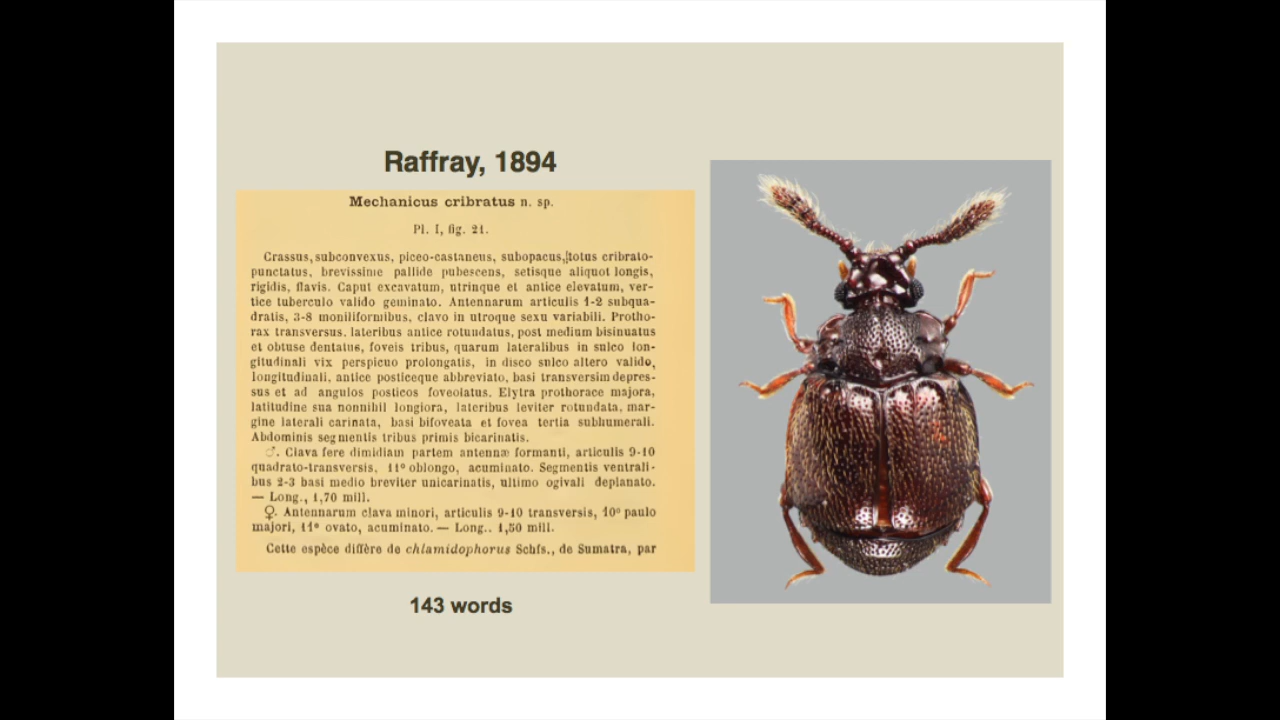 Raffray, 1894
Mechanicus cribratus n. sp.
Pl. I, fig. 21.
Crassus, subconvexus, piceo-castaneus, subopacus, totus cribrato-
punctatus, brevissime pallide pubescens, setisque aliquot longis,
rigidis, flavis. Caput excavatum, utrinque et antice elevatum, ver-
tice tuberculo valido geminato. Antennarum articulis 1-2 subqua-
dratis, 3-8 moniliformibus, clavo in utroque sexu variabili. Protho-
rax transversus, lateribus antice rotundatus, post medium bisinuatus
et obtuse dentatus, foveis tribus, quarum lateralibus in sulco lon-
gitudinali vix perspicuo prolongatis, in disco sulco altero valido,
longitudinali, antice posticeque abbreviato, basi transversim depres-
sus et ad angulos posticos foveolatus. Elytra prothorace majora,
latitudine sua nonnihil longiora, lateribus leviter rotundata, mar-
gine laterali carinata, basi bifoveata et fovea tertia subhumerali.
Abdominis segmentis tribus primis bicarinatis.
♂. Clava fere dimidiam partem antennæ formanti, articulis 9-10
quadrato-transversis, 11º oblongo, acuminato. Segmentis ventrali-
bus 2-3 basi medio breviter unicarinatis, ultimo ogivali deplanato.
— Long., 1,70 mill.
♀. Antennarum clava minori, articulis 9-10 transversis, 10º paulo
majori, 11º ovato, acuminato. — Long.. 1,50 mill.
Cette espèce diffère de chlamidophorus Schfs., de Sumatra, par
143 words